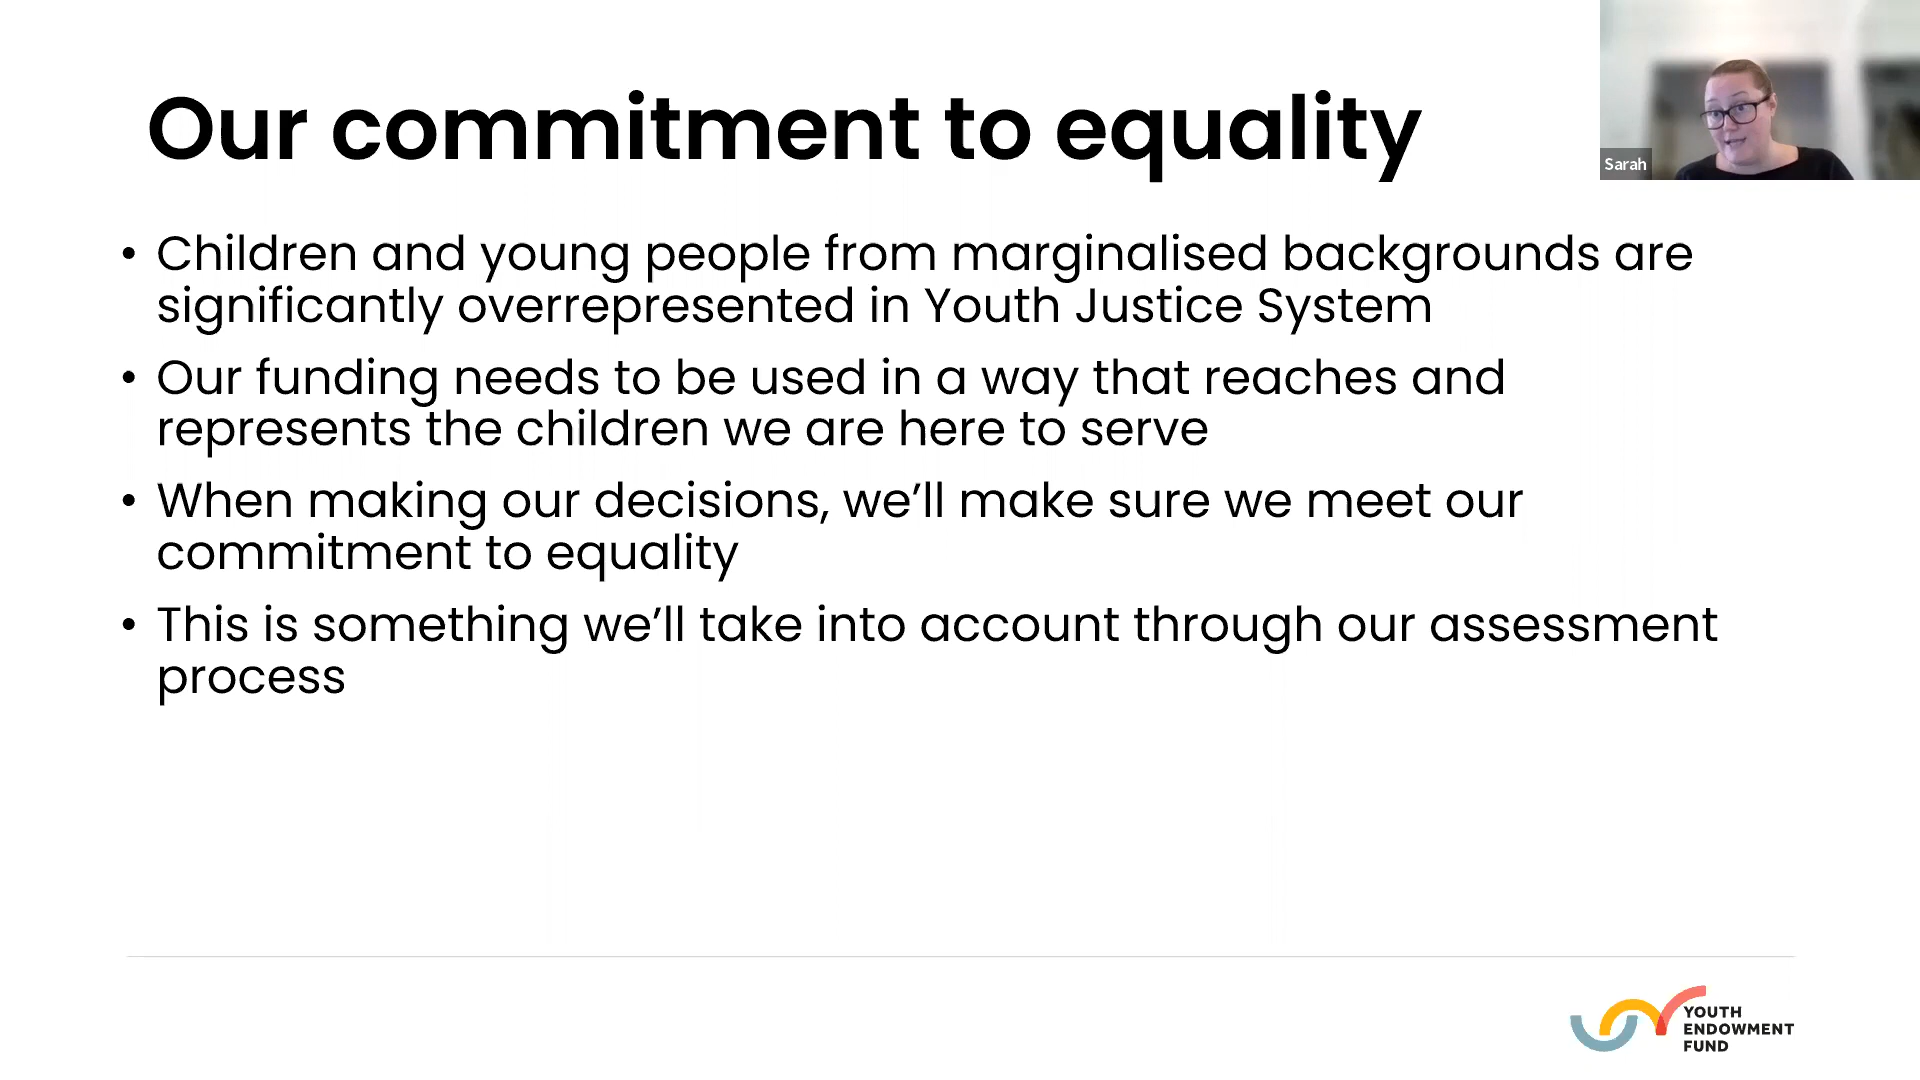 Our commitment to equality
Sarah
• Children and young people from marginalised backgrounds are
significantly overrepresented in Youth Justice System
• Our funding needs to be used in a way that reaches and
represents the children we are here to serve
• When making our decisions, we’ll make sure we meet our
commitment to equality
• This is something we’ll take into account through our assessment
process
YOUTH
ENDOWMENT
FUND